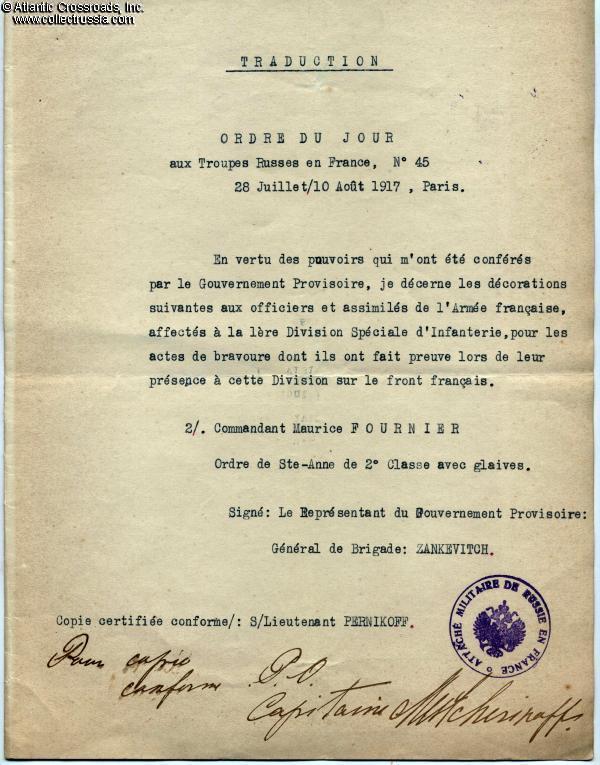 © Atlantic Crossroads, Inc.
www.collectrussia.com
TRADUCTION
ORDRE DU JOUR
aux Troupes Russes en France, N° 45
28 Juillet/10 Août 1917 , Paris.
En vertu des pouvoirs qui m'ont été conférés
par le Gouvernement Provisoire, je décerne les décorations
suivantes aux officiers et assimilés de l'Armée française,
affectés à la 1ère Division Spéciale d'Infanterie,pour les
actes de bravoure dont ils ont fait preuve lors de leur
présence à cette Division sur le front français.
2/. Commandant Maurice FOURNIER
Ordre de Ste-Anne de 2° Classe avec glaives.
Signé: Le Représentant du Gouvernement Provisoire:
Général de Brigade: ZANKEVITCH.
Copie certifiée conforme/: S/Lieutenant PERNIKOFF.
ATTACHÉ MILITAIRE DE RUSSIE EN FRANCE
Pour copie
conforme P.O.
Capitaine